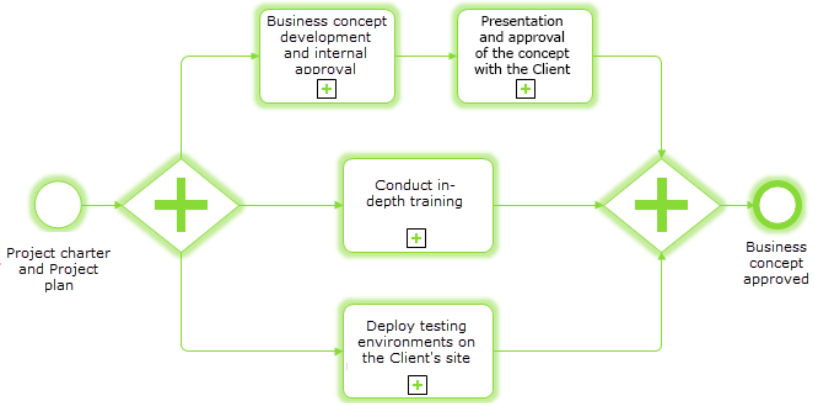 Business concept
development
and internal
approval
Presentation
and approval
of the concept
with the Client
Conduct in-
depth training
Project charter
and Project
plan
Business
concept
approved
Deploy testing
environments on
the Client's site